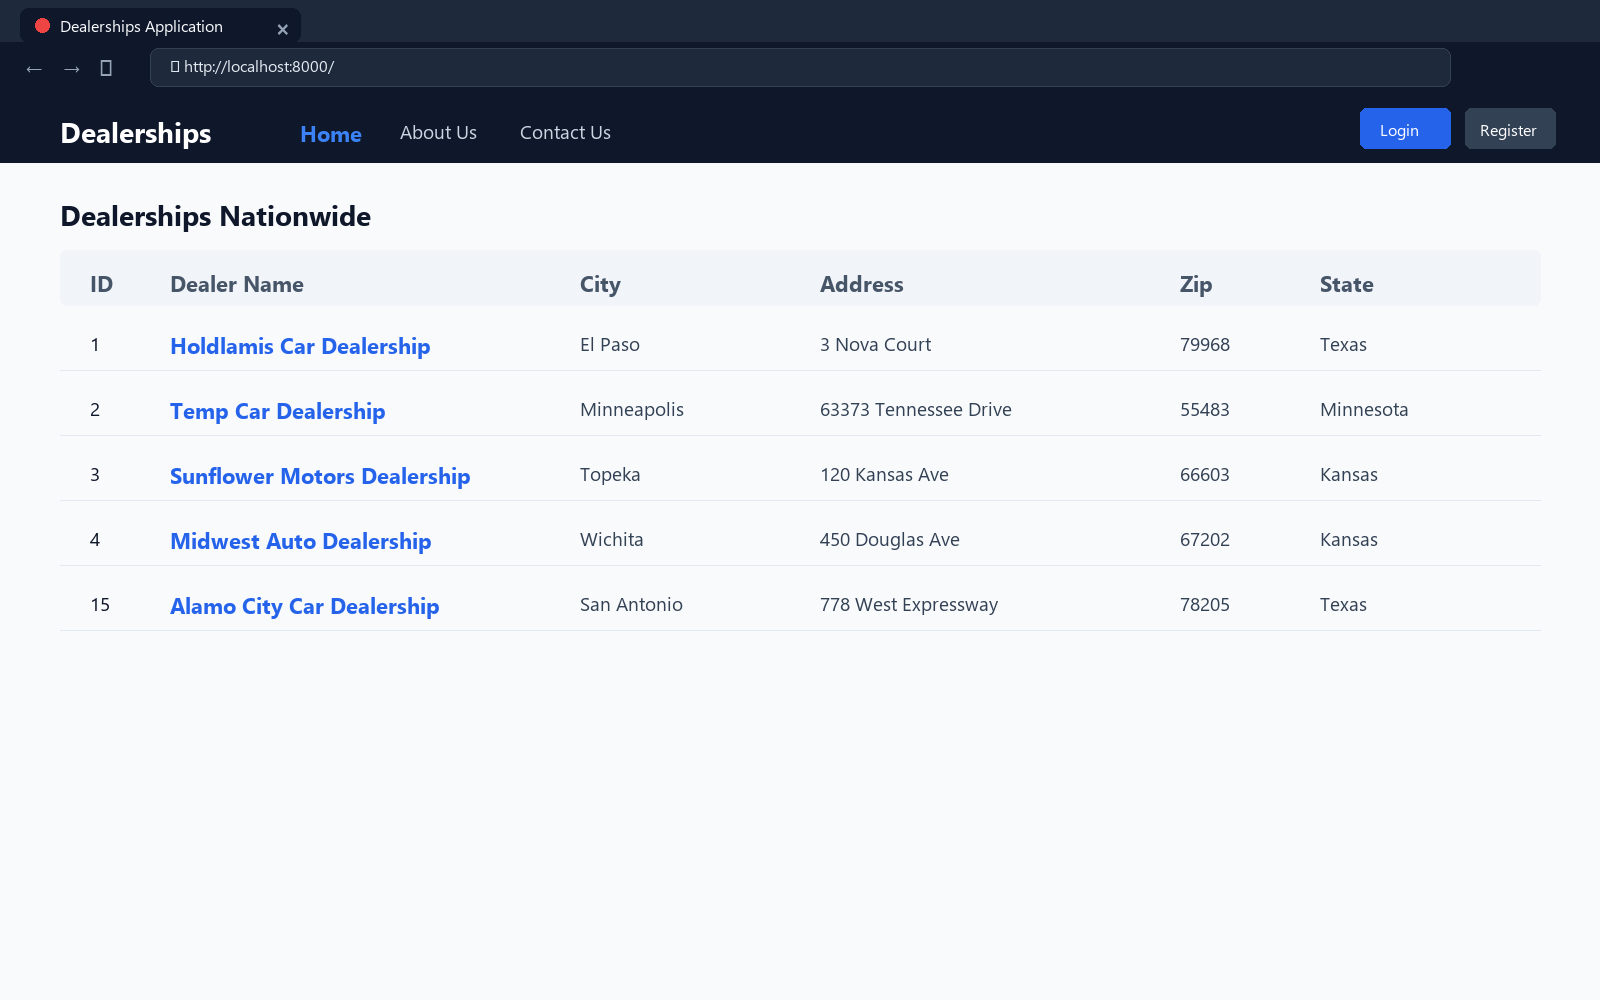 Dealerships Application ×
← → http://localhost:8000/
Dealerships Home About Us Contact Us Login Register
Dealerships Nationwide
ID Dealer Name City Address Zip State
1 Holdlamis Car Dealership El Paso 3 Nova Court 79968 Texas
2 Temp Car Dealership Minneapolis 63373 Tennessee Drive 55483 Minnesota
3 Sunflower Motors Dealership Topeka 120 Kansas Ave 66603 Kansas
4 Midwest Auto Dealership Wichita 450 Douglas Ave 67202 Kansas
15 Alamo City Car Dealership San Antonio 778 West Expressway 78205 Texas